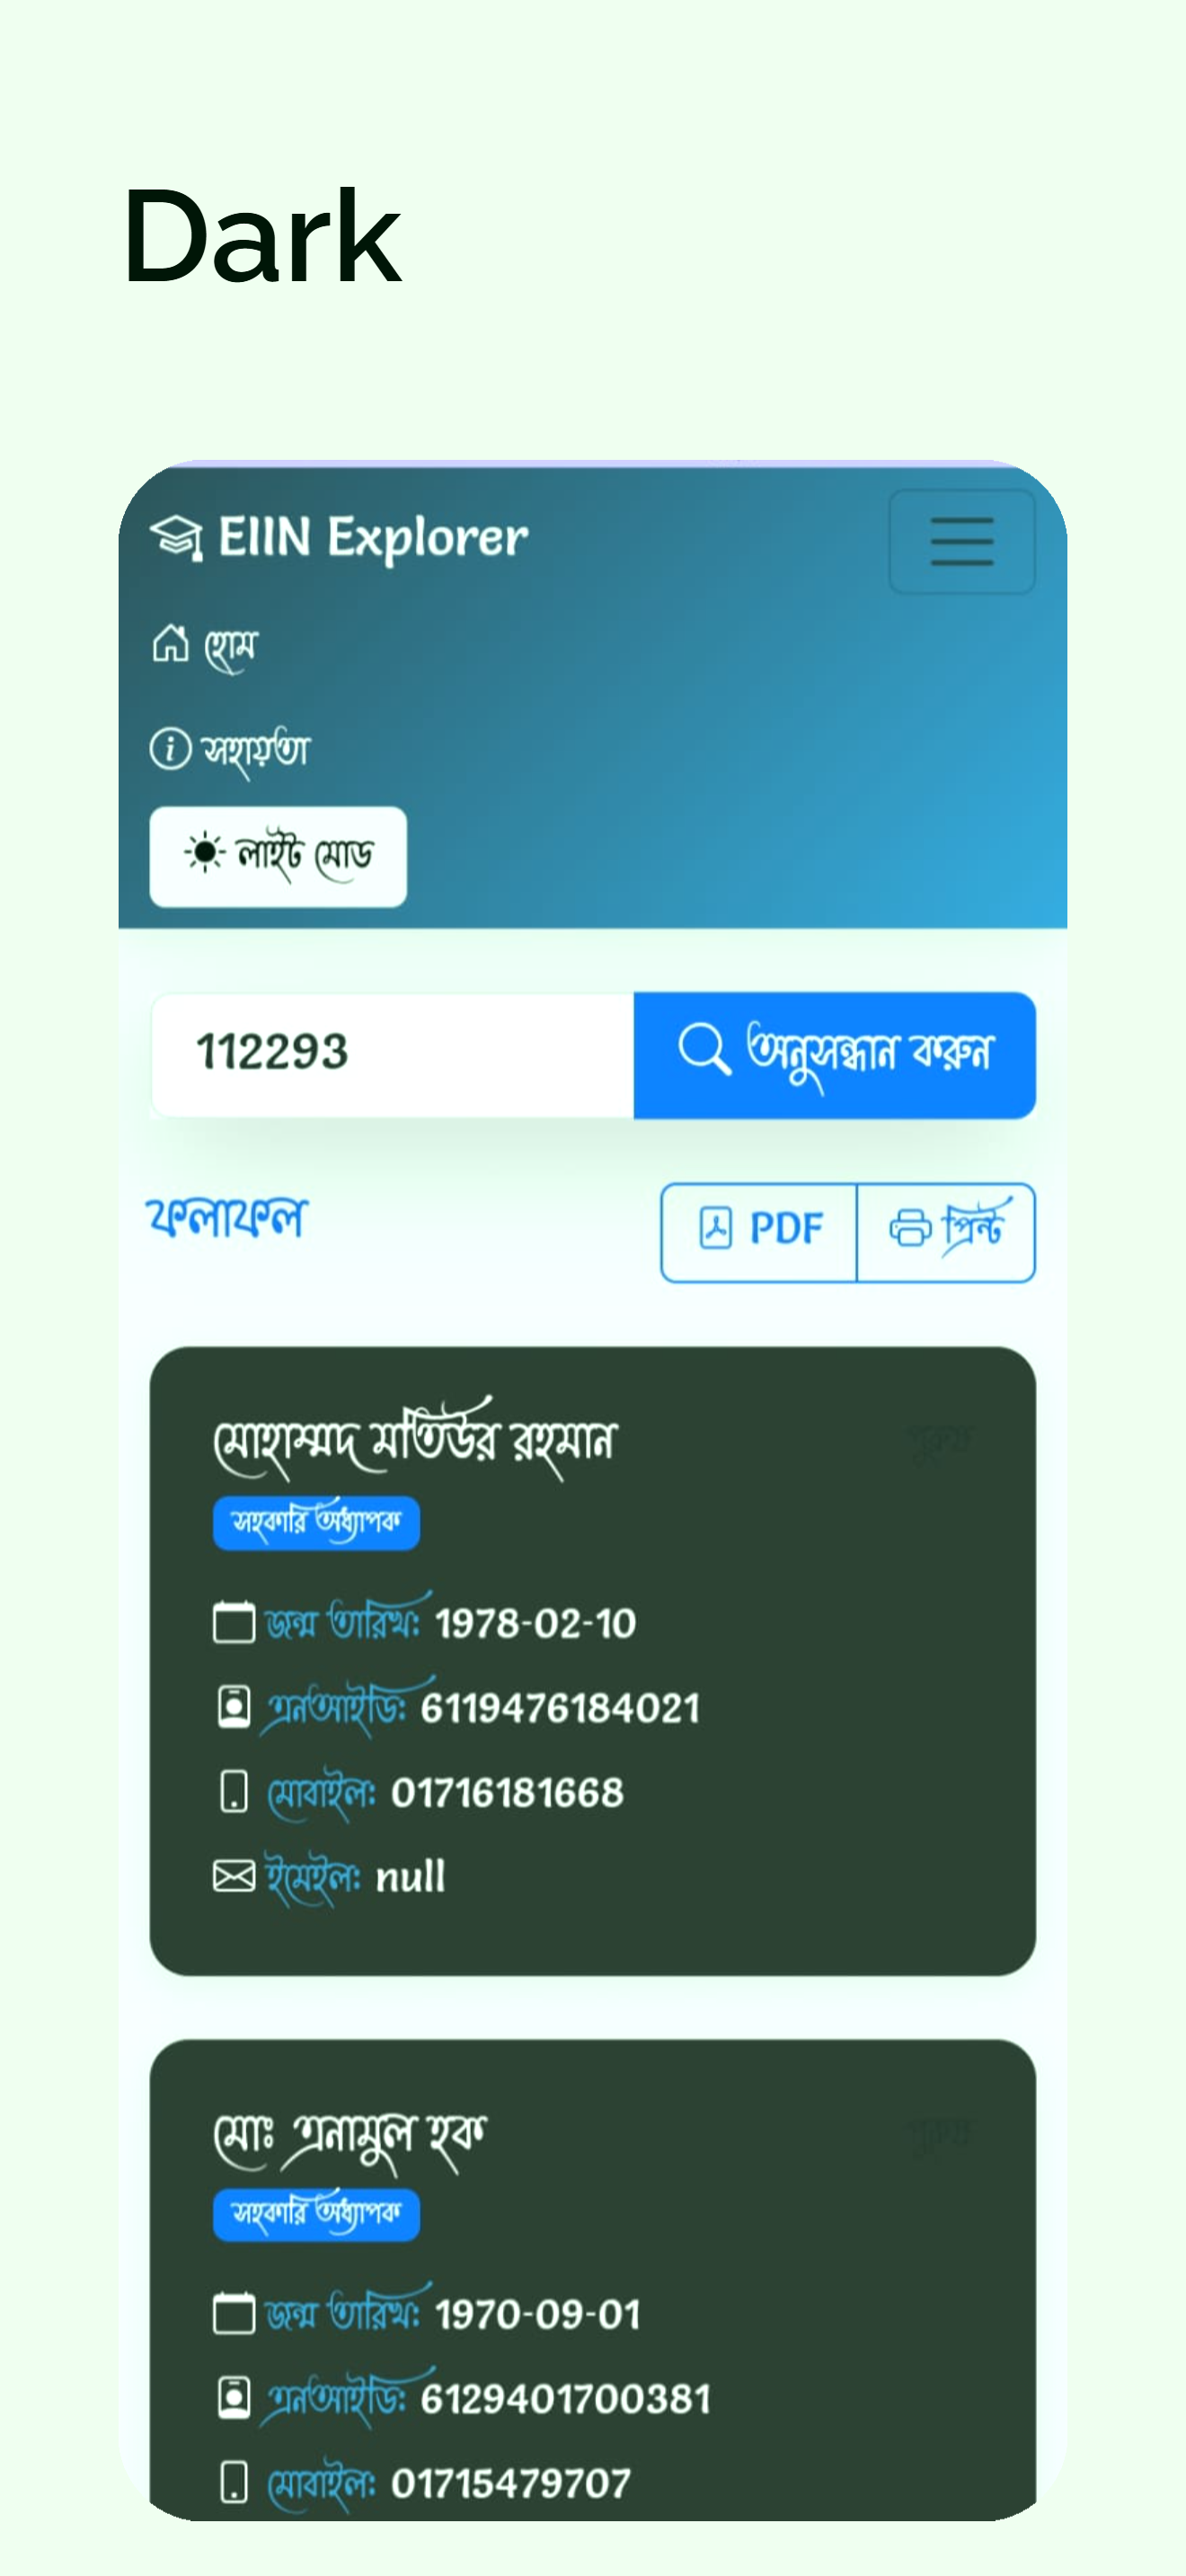 Dark
EIIN Explorer
হোম
সহায়তা
লাইট মোড
112293
অনুসন্ধান করুন
ফলাফল
PDF
প্রিন্ট
মোহাম্মদ মতিউর রহমান
পুরুষ
সহকারি অধ্যাপক
জন্ম তারিখ: 1978-02-10
এনআইডি: 6119476184021
মোবাইল: 01716181668
ইমেইল: null
মোঃ এনামুল হক
পুরুষ
সহকারি অধ্যাপক
জন্ম তারিখ: 1970-09-01
এনআইডি: 6129401700381
মোবাইল: 01715479707